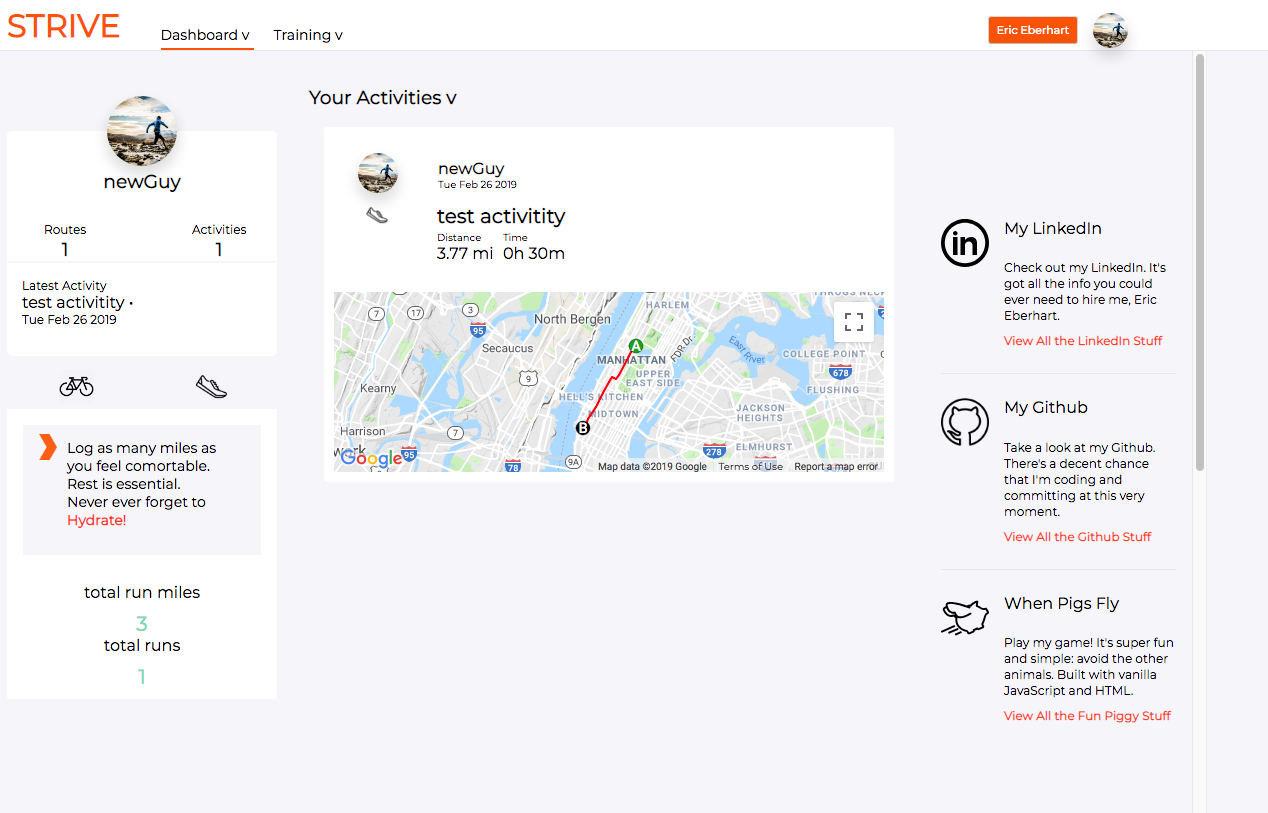 STRIVE
Dashboard v
Training v
Eric Eberhart
newGuy
Routes
1
Activities
1
Latest Activity
test activitity •
Tue Feb 26 2019
Log as many miles as
you feel comortable.
Rest is essential.
Never ever forget to
Hydrate!
total run miles
3
total runs
1
Your Activities v
newGuy
Tue Feb 26 2019
test activitity
Distance
Time
3.77 mi
0h 30m
HARLEM
7
17
3
95
North Bergen
Secaucus
MANHATTAN
A
FDR Dr
East River
COLLEGE POINT
9
UPPER
EAST SIDE
678
Kearny
FLUSHING
HELL'S KITCHEN
MIDTOWN
JACKSON
HEIGHTS
B
Harrison
7
ELMHURST
95
278
Google
78
9A
Map data ©2019 Google
Terms of Use
Report a map error
My LinkedIn
in
Check out my LinkedIn. It's
got all the info you could
ever need to hire me, Eric
Eberhart.
View All the LinkedIn Stuff
My Github
Take a look at my Github.
There's a decent chance
that I'm coding and
committing at this very
moment.
View All the Github Stuff
When Pigs Fly
Play my game! It's super fun
and simple: avoid the other
animals. Built with vanilla
JavaScript and HTML.
View All the Fun Piggy Stuff